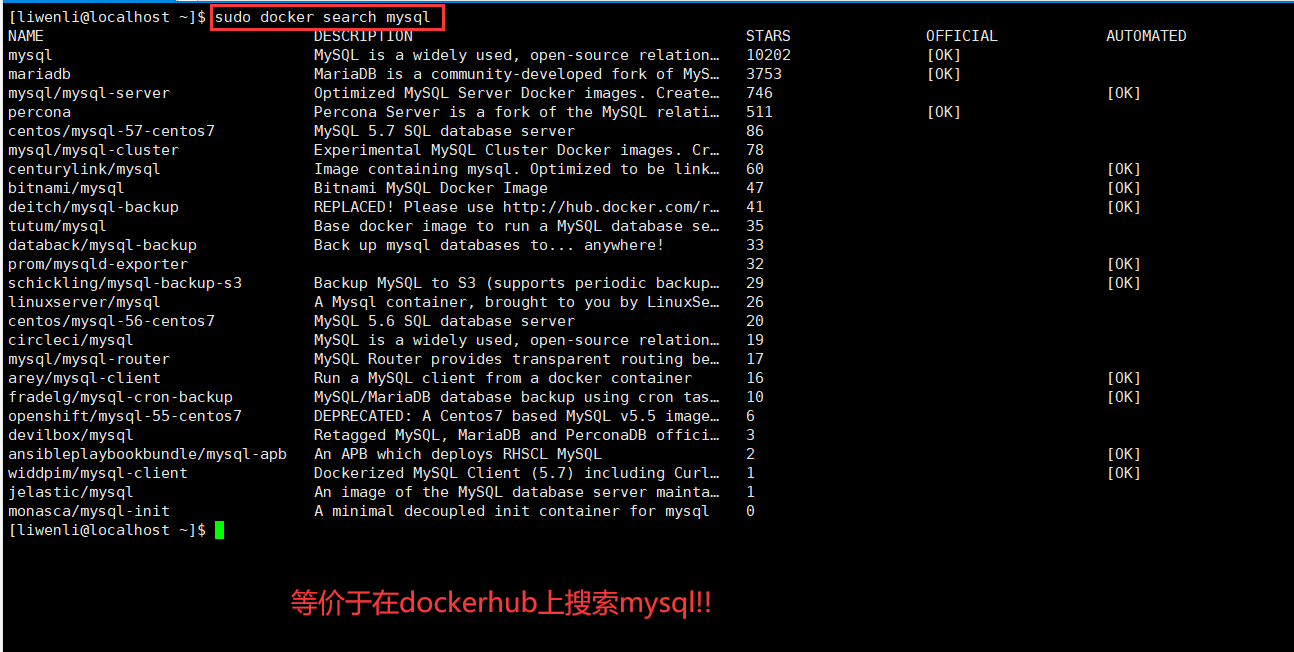 [liwenli@localhost ~]$ sudo docker search mysql
NAME DESCRIPTION STARS OFFICIAL AUTOMATED
mysql MySQL is a widely used, open-source relation… 10202 [OK]
mariadb MariaDB is a community-developed fork of MyS… 3753 [OK]
mysql/mysql-server Optimized MySQL Server Docker images. Create… 746 [OK]
percona Percona Server is a fork of the MySQL relati… 511 [OK]
centos/mysql-57-centos7 MySQL 5.7 SQL database server 86
mysql/mysql-cluster Experimental MySQL Cluster Docker images. Cr… 78
centurylink/mysql Image containing mysql. Optimized to be link… 60 [OK]
bitnami/mysql Bitnami MySQL Docker Image 47 [OK]
deitch/mysql-backup REPLACED! Please use http://hub.docker.com/r… 41 [OK]
tutum/mysql Base docker image to run a MySQL database se… 35
databack/mysql-backup Back up mysql databases to... anywhere! 33
prom/mysqld-exporter 32 [OK]
schickling/mysql-backup-s3 Backup MySQL to S3 (supports periodic backup… 29 [OK]
linuxserver/mysql A Mysql container, brought to you by LinuxSe… 26
centos/mysql-56-centos7 MySQL 5.6 SQL database server 20
circleci/mysql MySQL is a widely used, open-source relation… 19
mysql/mysql-router MySQL Router provides transparent routing be… 17
arey/mysql-client Run a MySQL client from a docker container 16 [OK]
fradelg/mysql-cron-backup MySQL/MariaDB database backup using cron tas… 10 [OK]
openshift/mysql-55-centos7 DEPRECATED: A Centos7 based MySQL v5.5 image… 6
devilbox/mysql Retagged MySQL, MariaDB and PerconaDB offici… 3
ansibleplaybookbundle/mysql-apb An APB which deploys RHSCL MySQL 2 [OK]
widdpim/mysql-client Dockerized MySQL Client (5.7) including Curl… 1 [OK]
jelastic/mysql An image of the MySQL database server mainta… 1
monasca/mysql-init A minimal decoupled init container for mysql 0
[liwenli@localhost ~]$
等价于在dockerhub上搜索mysql!!